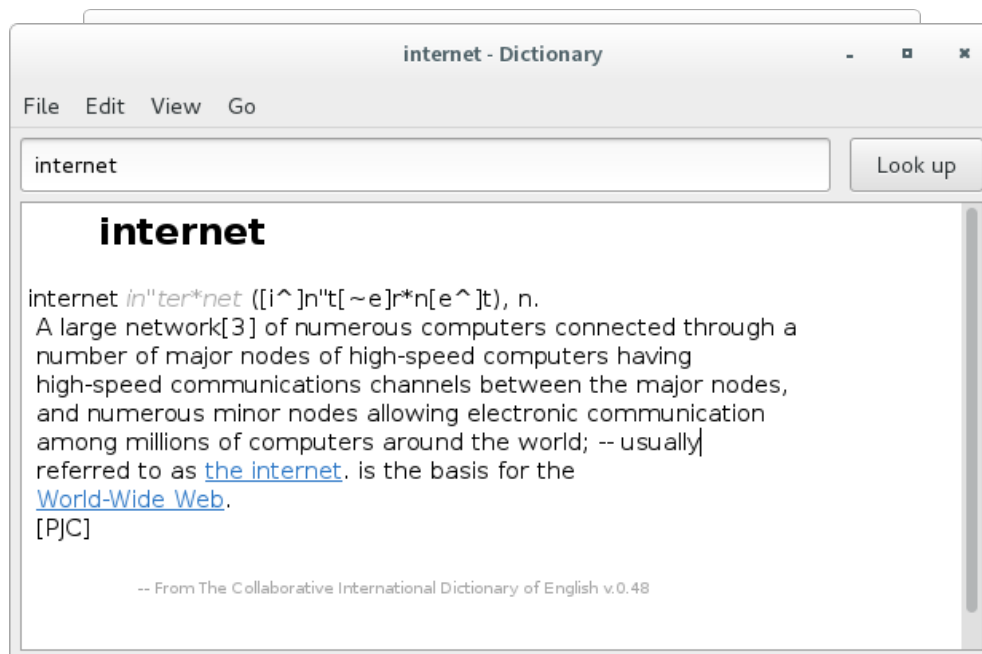 internet - Dictionary
File Edit View Go
internet Look up
internet
internet in"ter*net ([i^]n"t[~e]r*n[e^]t), n.
A large network[3] of numerous computers connected through a
number of major nodes of high-speed computers having
high-speed communications channels between the major nodes,
and numerous minor nodes allowing electronic communication
among millions of computers around the world; -- usually
referred to as the internet. is the basis for the
World-Wide Web.
[PJC]
-- From The Collaborative International Dictionary of English v.0.48